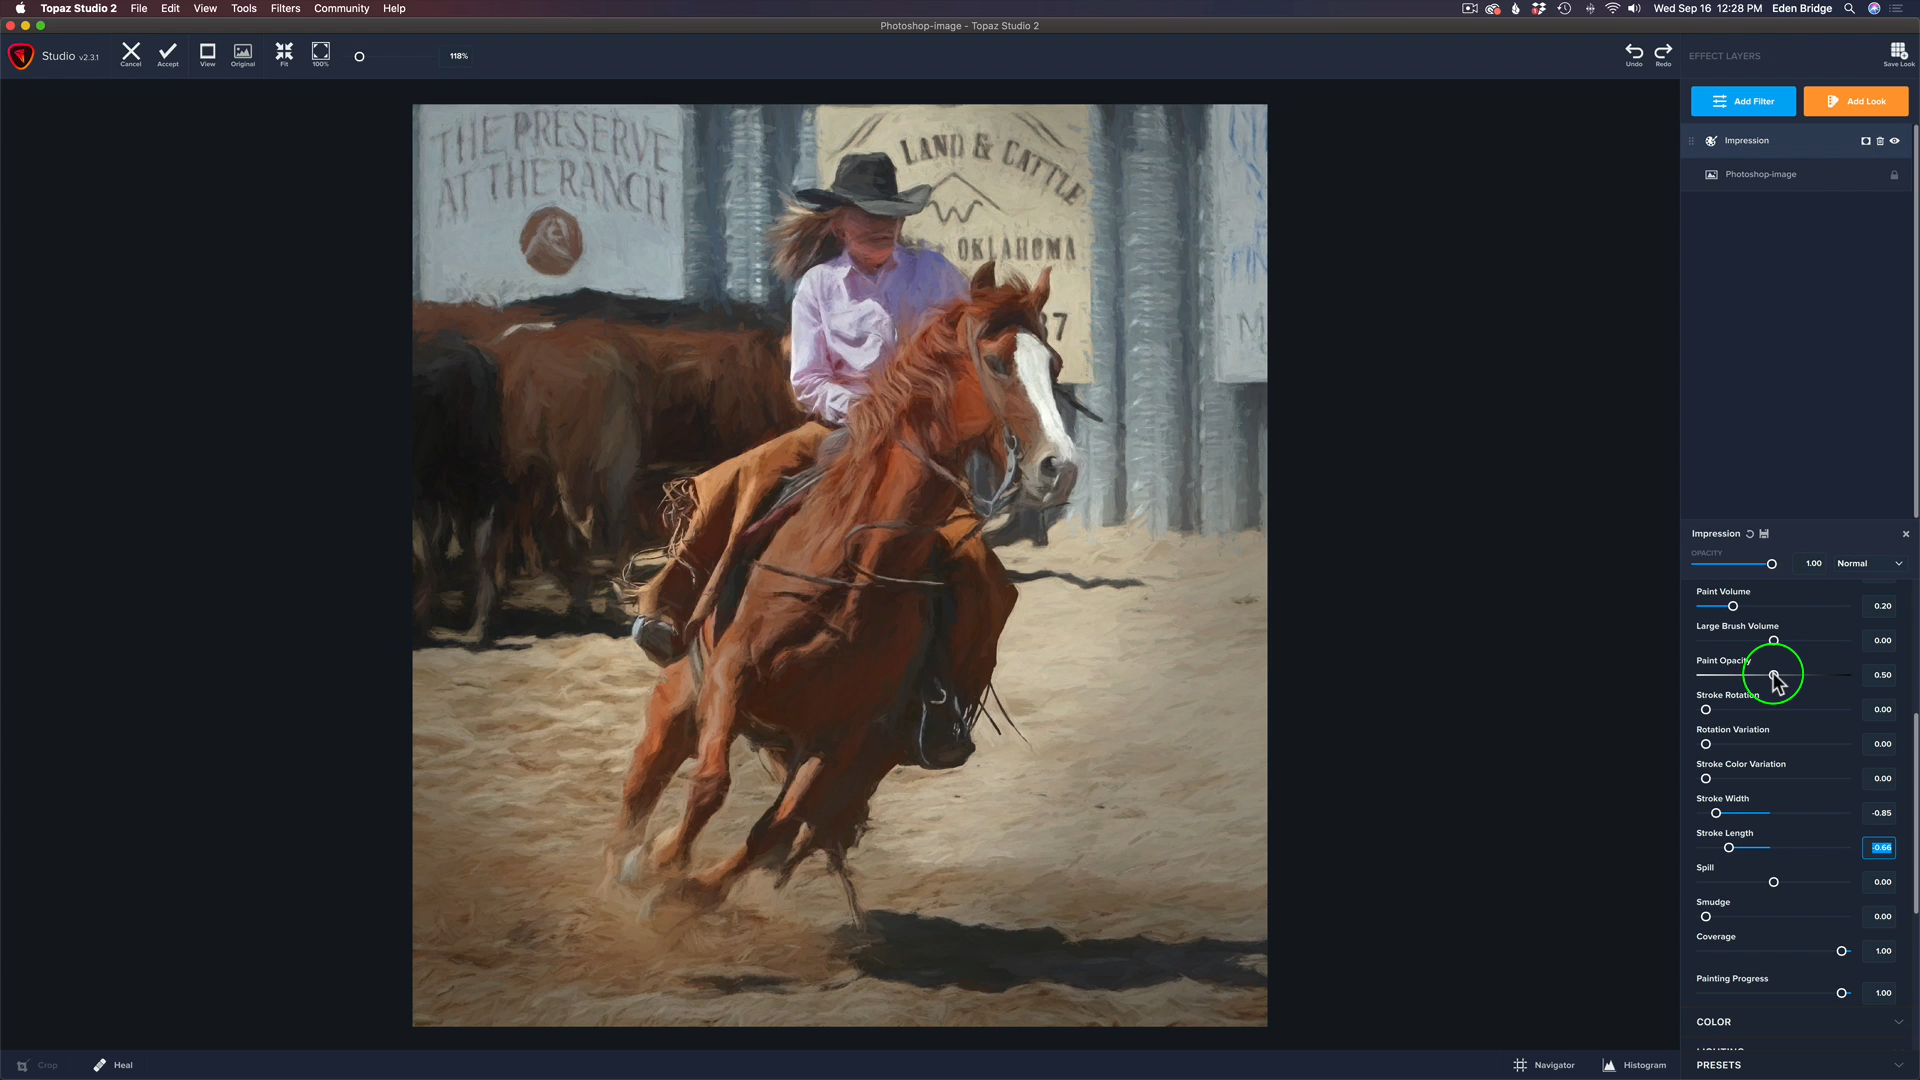 Topaz Studio 2 File Edit View Tools Filters Community Help
Wed Sep 16 12:28 PM Eden Bridge
Photoshop-image - Topaz Studio 2
Studio v2.3.1
Cancel
Accept
View
Original
Fit
100%
118%
Undo
Redo
EFFECT LAYERS
Save Look
Add Filter
Add Look
Impression
Photoshop-image
THE PRESERVE
AT THE RANCH
LAND & CATTLE
OKLAHOMA
Impression
OPACITY
1.00 Normal
Paint Volume
0.20
Large Brush Volume
0.00
Paint Opacity
0.50
Stroke Rotation
0.00
Rotation Variation
0.00
Stroke Color Variation
0.00
Stroke Width
-0.85
Stroke Length
-0.66
Spill
0.00
Smudge
0.00
Coverage
1.00
Painting Progress
1.00
COLOR
LIGHTING
PRESETS
Crop
Heal
Navigator
Histogram